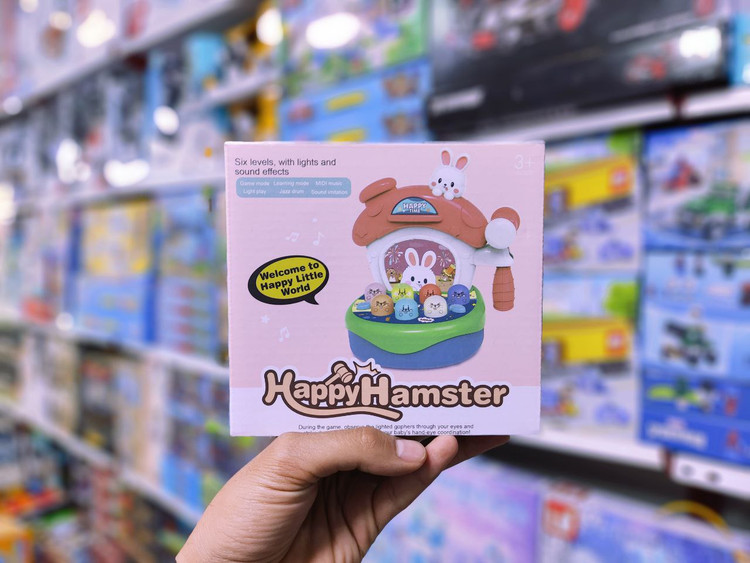 Six levels, with lights and
sound effects
3+
Game mode Learning mode MIDI music
Light play Jazz drum Sound imitation
HAPPY
TIME
Welcome to
Happy Little
World
HappyHamster
During the game, observe the lighted gophers through your eyes and
your baby's hand-eye coordination!